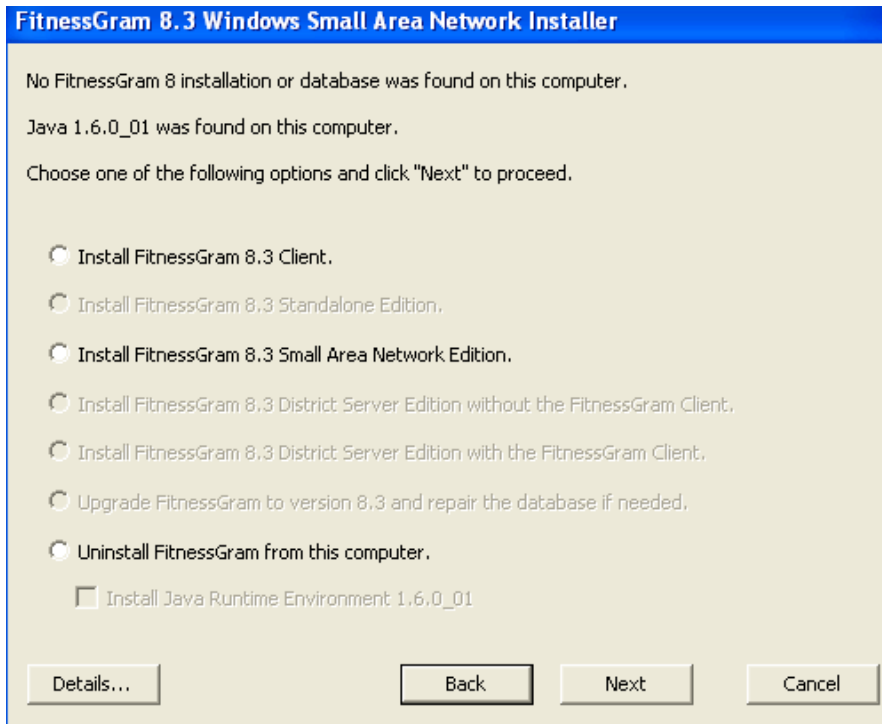 FitnessGram 8.3 Windows Small Area Network Installer
No FitnessGram 8 installation or database was found on this computer.
Java 1.6.0_01 was found on this computer.
Choose one of the following options and click "Next" to proceed.
Install FitnessGram 8.3 Client.
Install FitnessGram 8.3 Standalone Edition.
Install FitnessGram 8.3 Small Area Network Edition.
Install FitnessGram 8.3 District Server Edition without the FitnessGram Client.
Install FitnessGram 8.3 District Server Edition with the FitnessGram Client.
Upgrade FitnessGram to version 8.3 and repair the database if needed.
Uninstall FitnessGram from this computer.
Install Java Runtime Environment 1.6.0_01
Details... Back Next Cancel